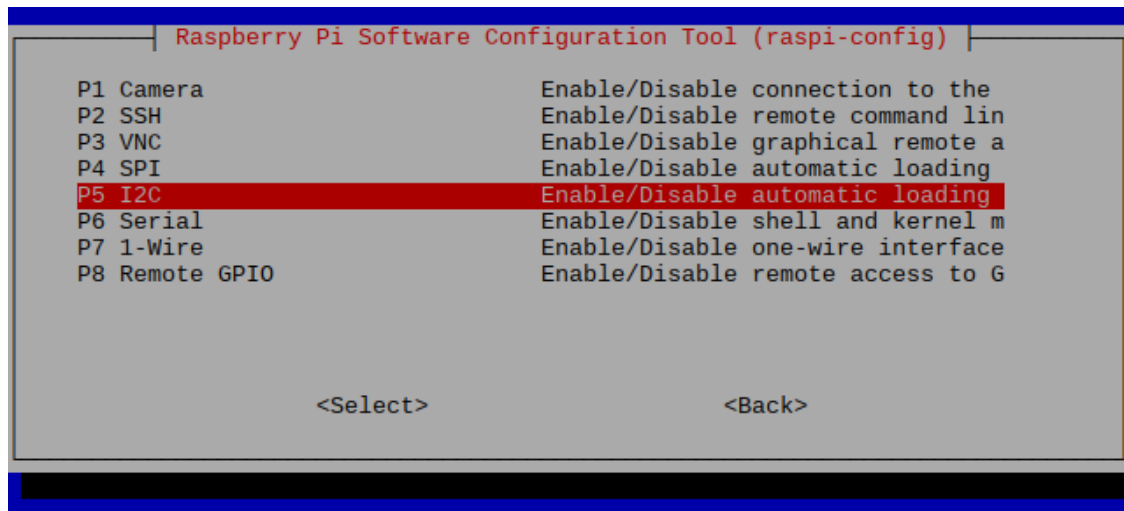 Raspberry Pi Software Configuration Tool (raspi-config)
P1 Camera Enable/Disable connection to the
P2 SSH Enable/Disable remote command lin
P3 VNC Enable/Disable graphical remote a
P4 SPI Enable/Disable automatic loading
P5 I2C Enable/Disable automatic loading
P6 Serial Enable/Disable shell and kernel m
P7 1-Wire Enable/Disable one-wire interface
P8 Remote GPIO Enable/Disable remote access to G
<Select> <Back>